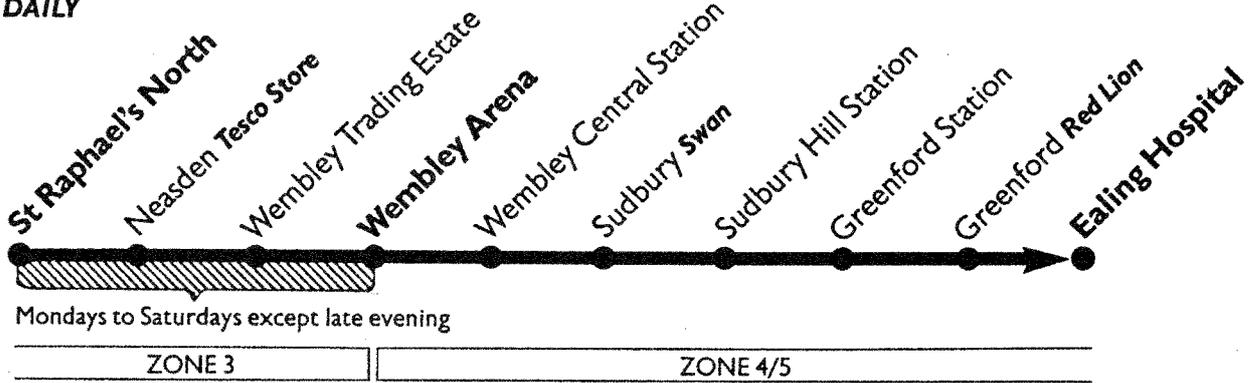 DAILY
St Raphael's North
Neasden Tesco Store
Wembley Trading Estate
Wembley Arena
Wembley Central Station
Sudbury Swan
Sudbury Hill Station
Greenford Station
Greenford Red Lion
Ealing Hospital
Mondays to Saturdays except late evening
ZONE 3
ZONE 4/5